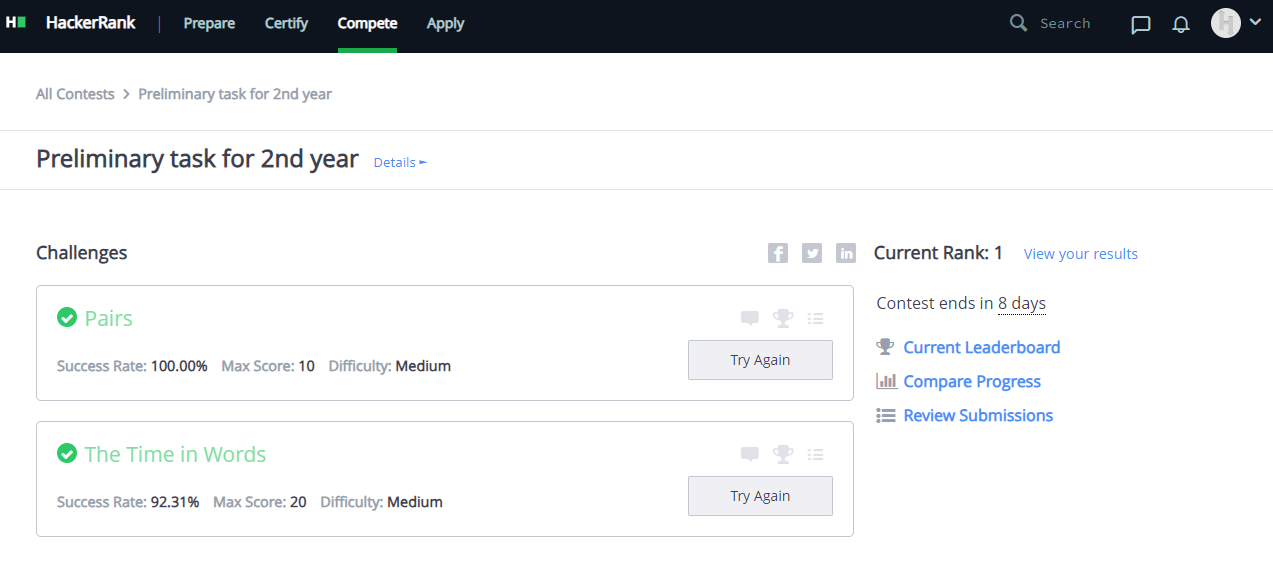 H HackerRank | Prepare Certify Compete Apply Search H
All Contests > Preliminary task for 2nd year
Preliminary task for 2nd year Details ►
Challenges f in
Current Rank: 1 View your results
Pairs
Success Rate: 100.00% Max Score: 10 Difficulty: Medium Try Again
The Time in Words
Success Rate: 92.31% Max Score: 20 Difficulty: Medium Try Again
Contest ends in 8 days
Current Leaderboard
Compare Progress
Review Submissions